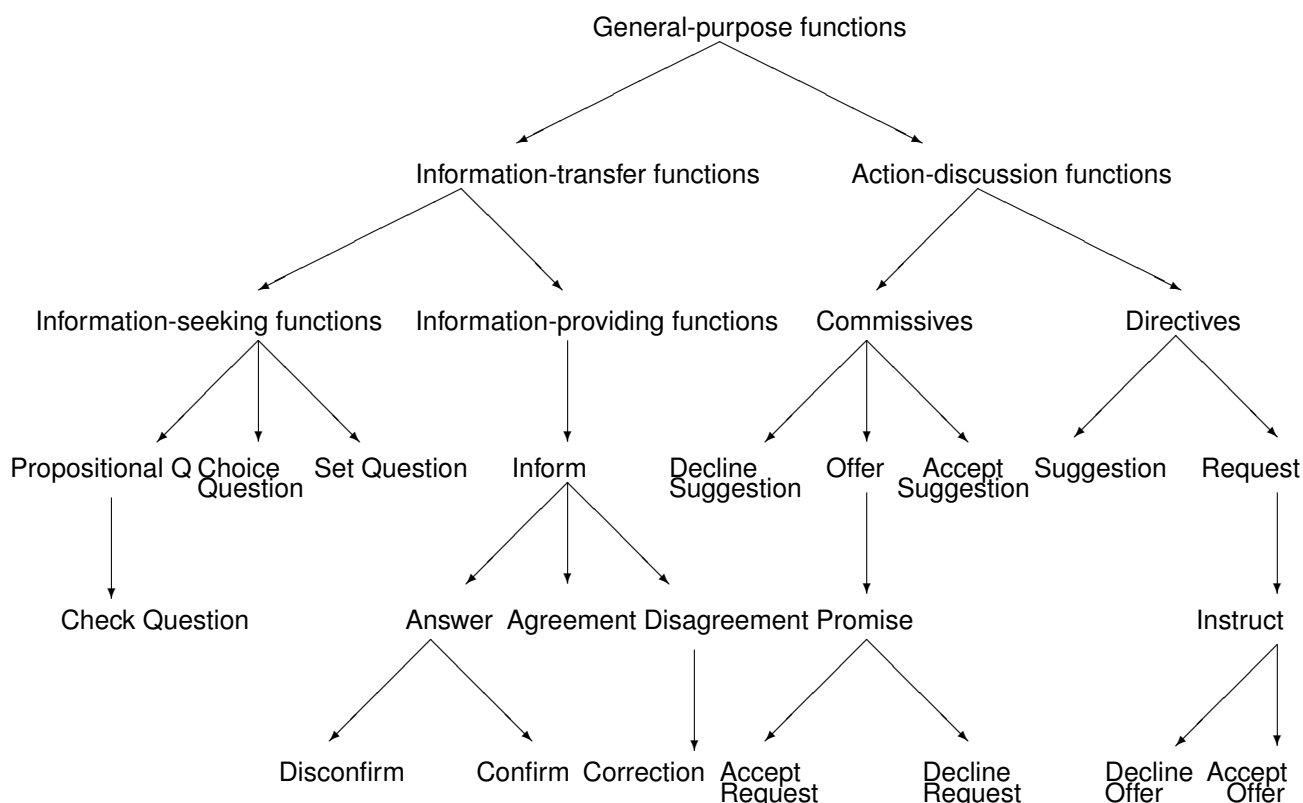 General-purpose functions
Information-transfer functions Action-discussion functions
Information-seeking functions Information-providing functions Commissives Directives
Propositional Q Choice Set Question Inform Decline Offer Accept Suggestion Request
Question Suggestion Suggestion
Check Question Answer Agreement Disagreement Promise Instruct
Disconfirm Confirm Correction Accept Decline Decline Accept
Request Request Offer Offer